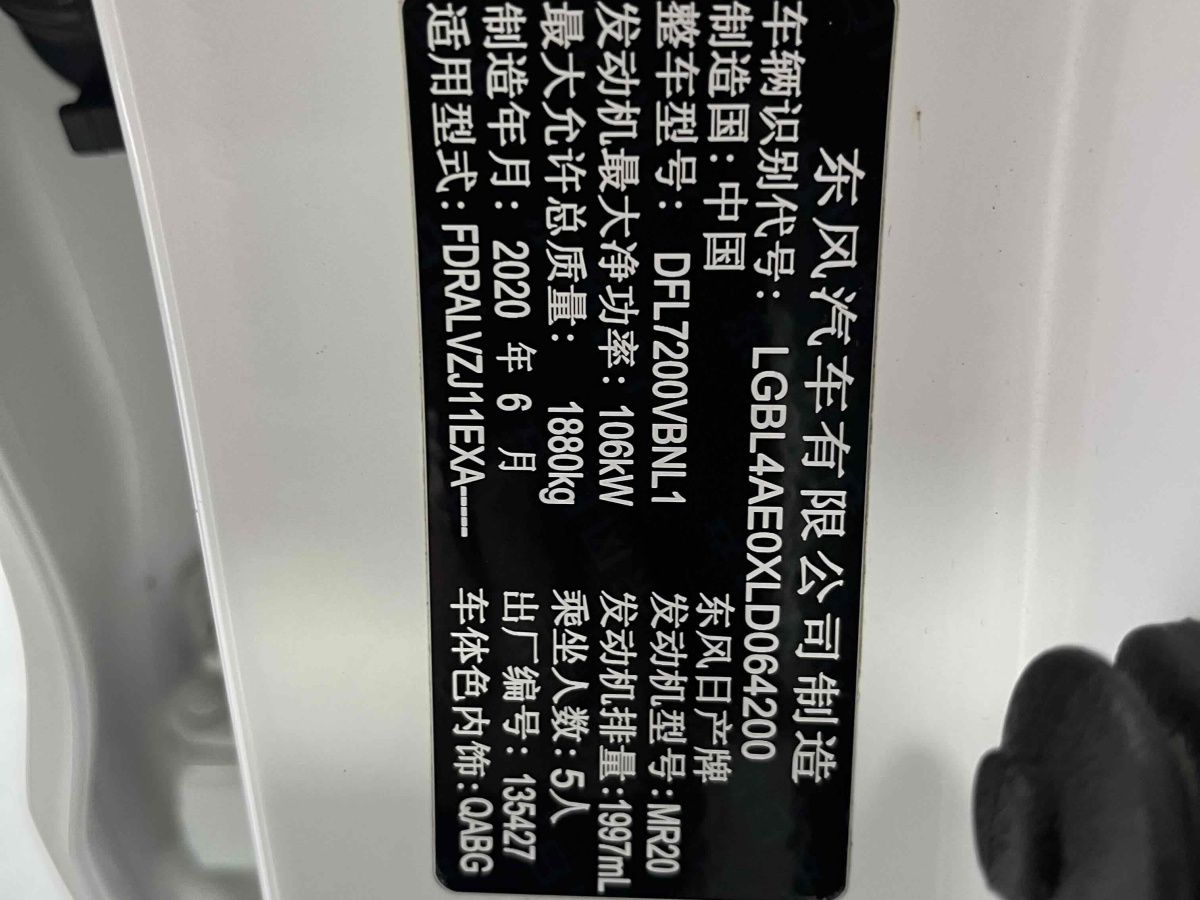 东风汽车有限公司制造
车辆识别代号：LGBL4AE0XLD064200
制造国：中国 东风日产牌
整车型号：DFL7200VBNL1 发动机型号：MR20
发动机最大净功率：106kW 发动机排量：1997mL
最大允许总质量：1880kg 乘坐人数：5人
制造年月：2020 年 6 月 出厂编号：135427
适用型式：FDRALVZJ11EXA----- 车体色内饰：QABG